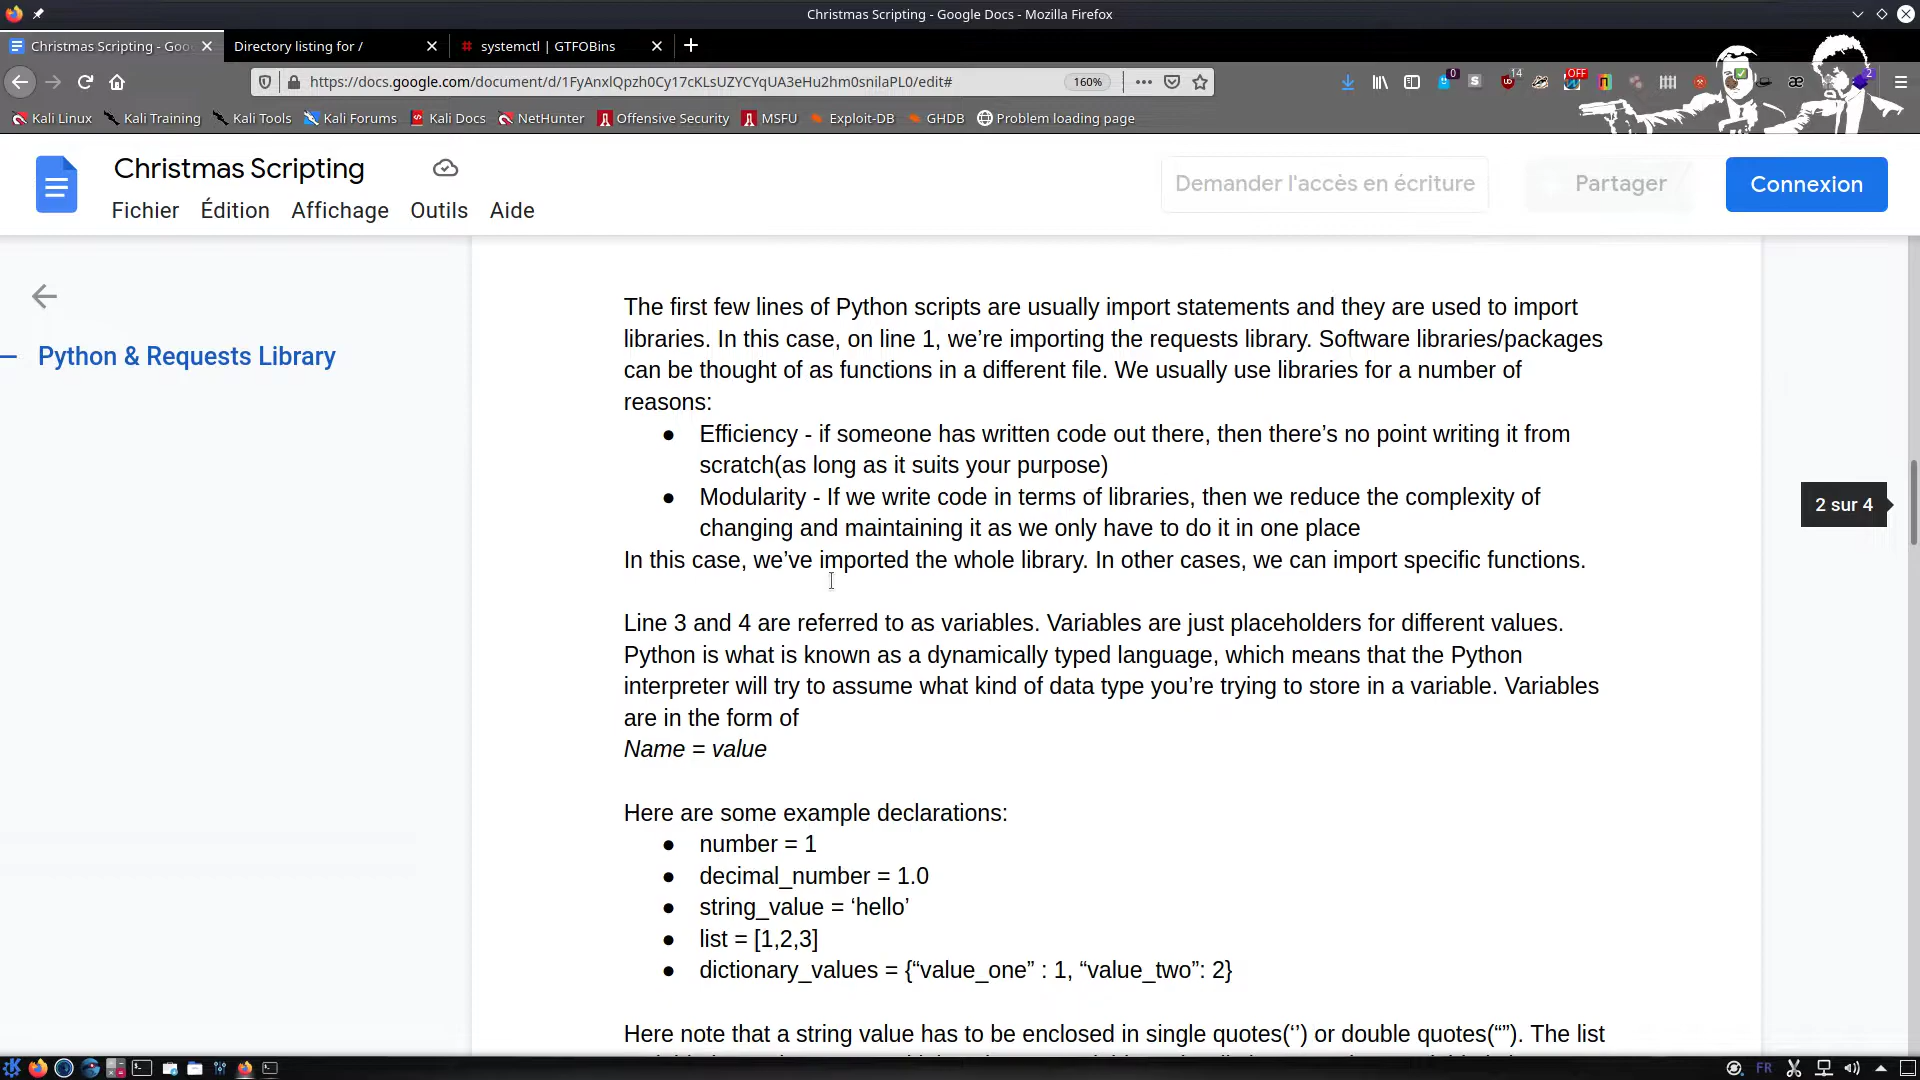 Christmas Scripting - Google Docs - Mozilla Firefox
Christmas Scripting - Goo
Directory listing for /
systemctl | GTFOBins
https://docs.google.com/document/d/1FyAnxlQpzh0Cy17cKLsUZYCYqUA3eHu2hm0snilaPL0/edit#
160%
0
S
14
OFF
æ
2
Kali Linux
Kali Training
Kali Tools
Kali Forums
Kali Docs
NetHunter
Offensive Security
MSFU
Exploit-DB
GHDB
Problem loading page
Christmas Scripting
Demander l'accès en écriture
Partager
Connexion
Fichier Édition Affichage Outils Aide
Python & Requests Library
The first few lines of Python scripts are usually import statements and they are used to import
libraries. In this case, on line 1, we’re importing the requests library. Software libraries/packages
can be thought of as functions in a different file. We usually use libraries for a number of
reasons:
● Efficiency - if someone has written code out there, then there’s no point writing it from
scratch(as long as it suits your purpose)
● Modularity - If we write code in terms of libraries, then we reduce the complexity of
changing and maintaining it as we only have to do it in one place
In this case, we’ve imported the whole library. In other cases, we can import specific functions.
2 sur 4
Line 3 and 4 are referred to as variables. Variables are just placeholders for different values.
Python is what is known as a dynamically typed language, which means that the Python
interpreter will try to assume what kind of data type you’re trying to store in a variable. Variables
are in the form of
Name = value
Here are some example declarations:
● number = 1
● decimal_number = 1.0
● string_value = ‘hello’
● list = [1,2,3]
● dictionary_values = {“value_one” : 1, “value_two”: 2}
Here note that a string value has to be enclosed in single quotes(‘’) or double quotes(“”). The list
FR